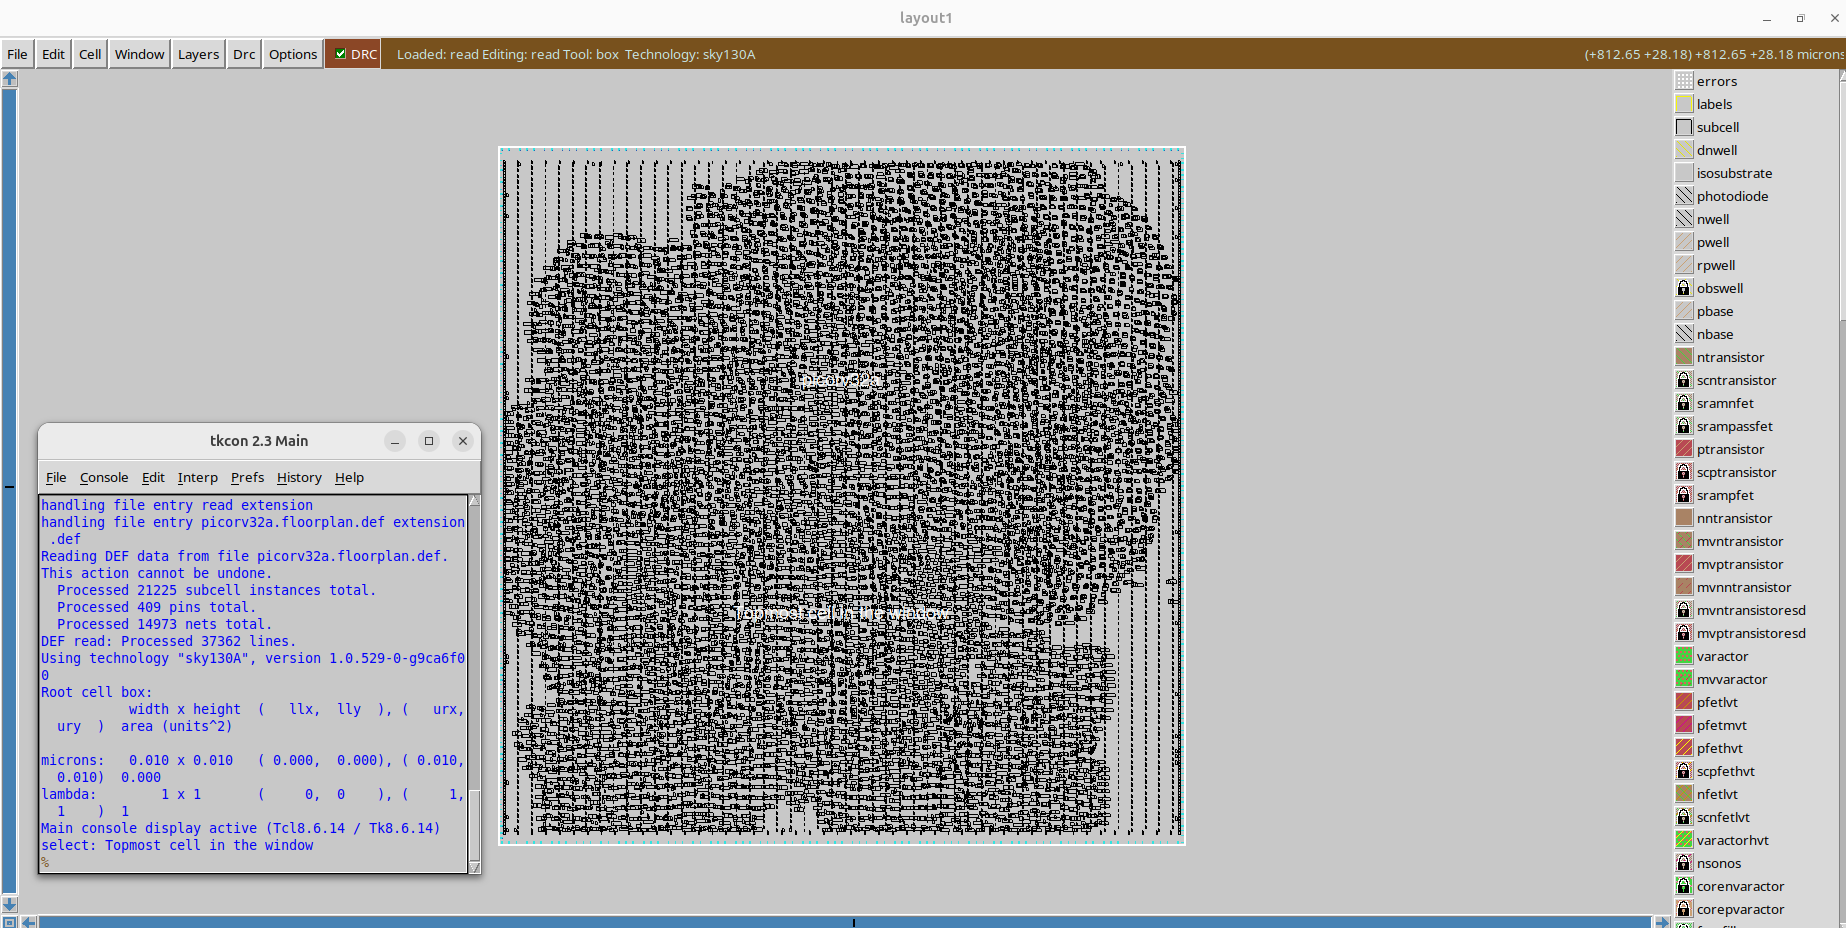 layout1
File Edit Cell Window Layers Drc Options DRC Loaded: read Editing: read Tool: box Technology: sky130A (+812.65 +28.18) +812.65 +28.18 microns
errors
labels
subcell
dnwell
isosubstrate
photodiode
nwell
pwell
rpwell
obswell
pbase
nbase
ntransistor
scntransistor
sramnfet
srampassfet
ptransistor
scptransistor
srampfet
nntransistor
mvntransistor
mvptransistor
mvnntransistor
mvntransistoresd
mvptransistoresd
varactor
mvvaractor
pfetlvt
pfetmvt
pfethvt
scpfethvt
nfetlvt
scnfetlvt
varactorhvt
nsonos
corenvaractor
corepvaractor
picorv32a
Topmost cell in the window
tkcon 2.3 Main
File Console Edit Interp Prefs History Help
handling file entry read extension
handling file entry picorv32a.floorplan.def extension
.def
Reading DEF data from file picorv32a.floorplan.def.
This action cannot be undone.
Processed 21225 subcell instances total.
Processed 409 pins total.
Processed 14973 nets total.
DEF read: Processed 37362 lines.
Using technology "sky130A", version 1.0.529-0-g9ca6f0
0
Root cell box:
width x height ( llx, lly ), ( urx,
ury ) area (units^2)
microns: 0.010 x 0.010 ( 0.000, 0.000), ( 0.010,
0.010) 0.000
lambda: 1 x 1 ( 0, 0 ), ( 1,
1 ) 1
Main console display active (Tcl8.6.14 / Tk8.6.14)
select: Topmost cell in the window
%